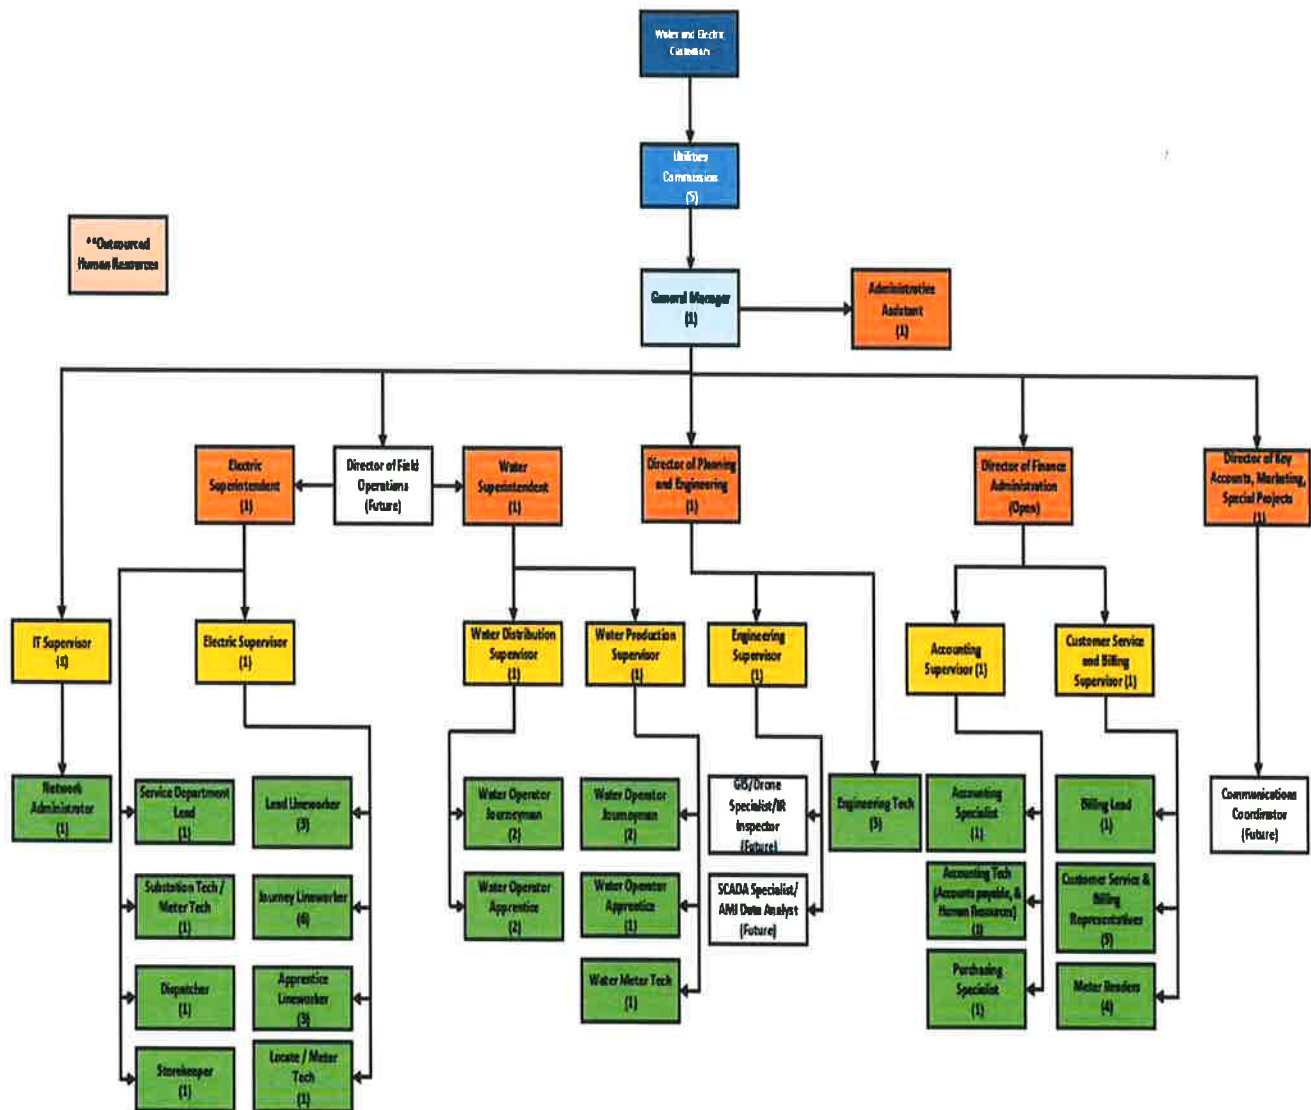 Water and Electric
Customers
Utilities
Commission
(5)
**Outsourced
Human Resources
General Manager
(1)
Administrative
Assistant
(1)
Electric
Superintendent
(1)
Director of Field
Operations
(Future)
Water
Superintendent
(1)
Director of Planning
and Engineering
(1)
Director of Finance
Administration
(Open)
Director of Key
Accounts, Marketing,
Special Projects
(1)
IT Supervisor
Electric Supervisor
(1)
Water Distribution
Supervisor
(1)
Water Production
Supervisor
(1)
Engineering
Supervisor
(1)
Accounting
Supervisor (1)
Customer Service
and Billing
Supervisor (1)
Network
Administrator
(1)
Service Department
Lead
(1)
Lead Lineworker
(3)
Water Operator
Journeyman
(2)
Water Operator
Journeyman
(2)
GIS/Drone
Specialist/IR
Inspector
(Future)
Engineering Tech
(3)
Accounting
Specialist
(1)
Billing Lead
(1)
Communications
Coordinator
(Future)
Substation Tech /
Meter Tech
(1)
Journey Lineworker
(6)
Water Operator
Apprentice
(2)
Water Operator
Apprentice
(1)
SCADA Specialist/
AMI Data Analyst
(Future)
Accounting Tech
(Accounts payable, &
Human Resources)
(1)
Customer Service &
Billing
Representatives
(5)
Dispatcher
(1)
Apprentice
Lineworker
(3)
Water Meter Tech
(1)
Purchasing
Specialist
(1)
Meter Readers
(4)
Storekeeper
(1)
Locate / Meter
Tech
(1)